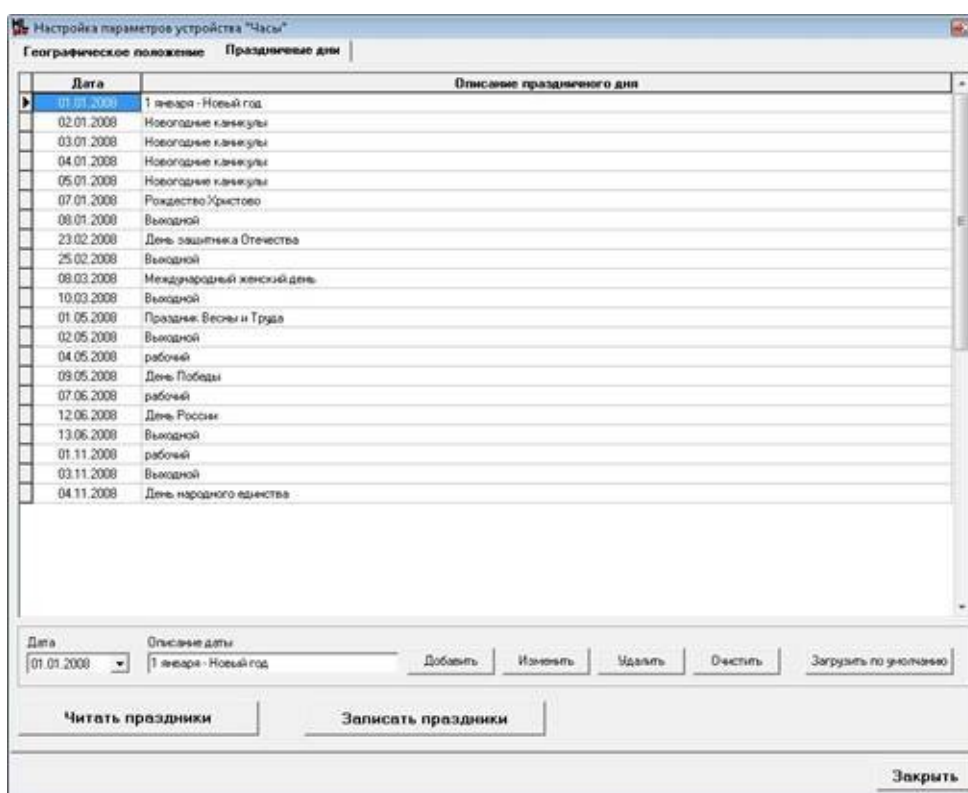 Настройка параметров устройства "Часы"
Географическое положение Праздничные дни
Дата Описание праздничного дня
01.01.2008 1 января - Новый год
02.01.2008 Новогодние каникулы
03.01.2008 Новогодние каникулы
04.01.2008 Новогодние каникулы
05.01.2008 Новогодние каникулы
07.01.2008 Рождество Христово
08.01.2008 Выходной
23.02.2008 День защитника Отечества
25.02.2008 Выходной
08.03.2008 Международный женский день
10.03.2008 Выходной
01.05.2008 Праздник Весны и Труда
02.05.2008 Выходной
04.05.2008 рабочий
09.05.2008 День Победы
07.06.2008 рабочий
12.06.2008 День России
13.06.2008 Выходной
01.11.2008 рабочий
03.11.2008 Выходной
04.11.2008 День народного единства
Дата Описание даты
01.01.2008 1 января - Новый год Добавить Изменить Удалить Очистить Загрузить по умолчанию
Читать праздники Записать праздники
Закрыть